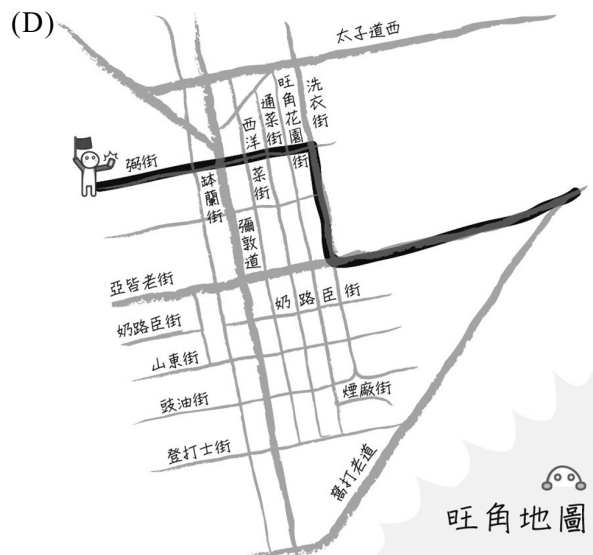 (D)
太子道西
洗衣街
旺角花園街
通菜街
西洋菜街
弼街
砵蘭街
彌敦道
亞皆老街
奶路臣街
奶路臣街
山東街
豉油街
煙廠街
登打士街
窩打老道
旺角地圖